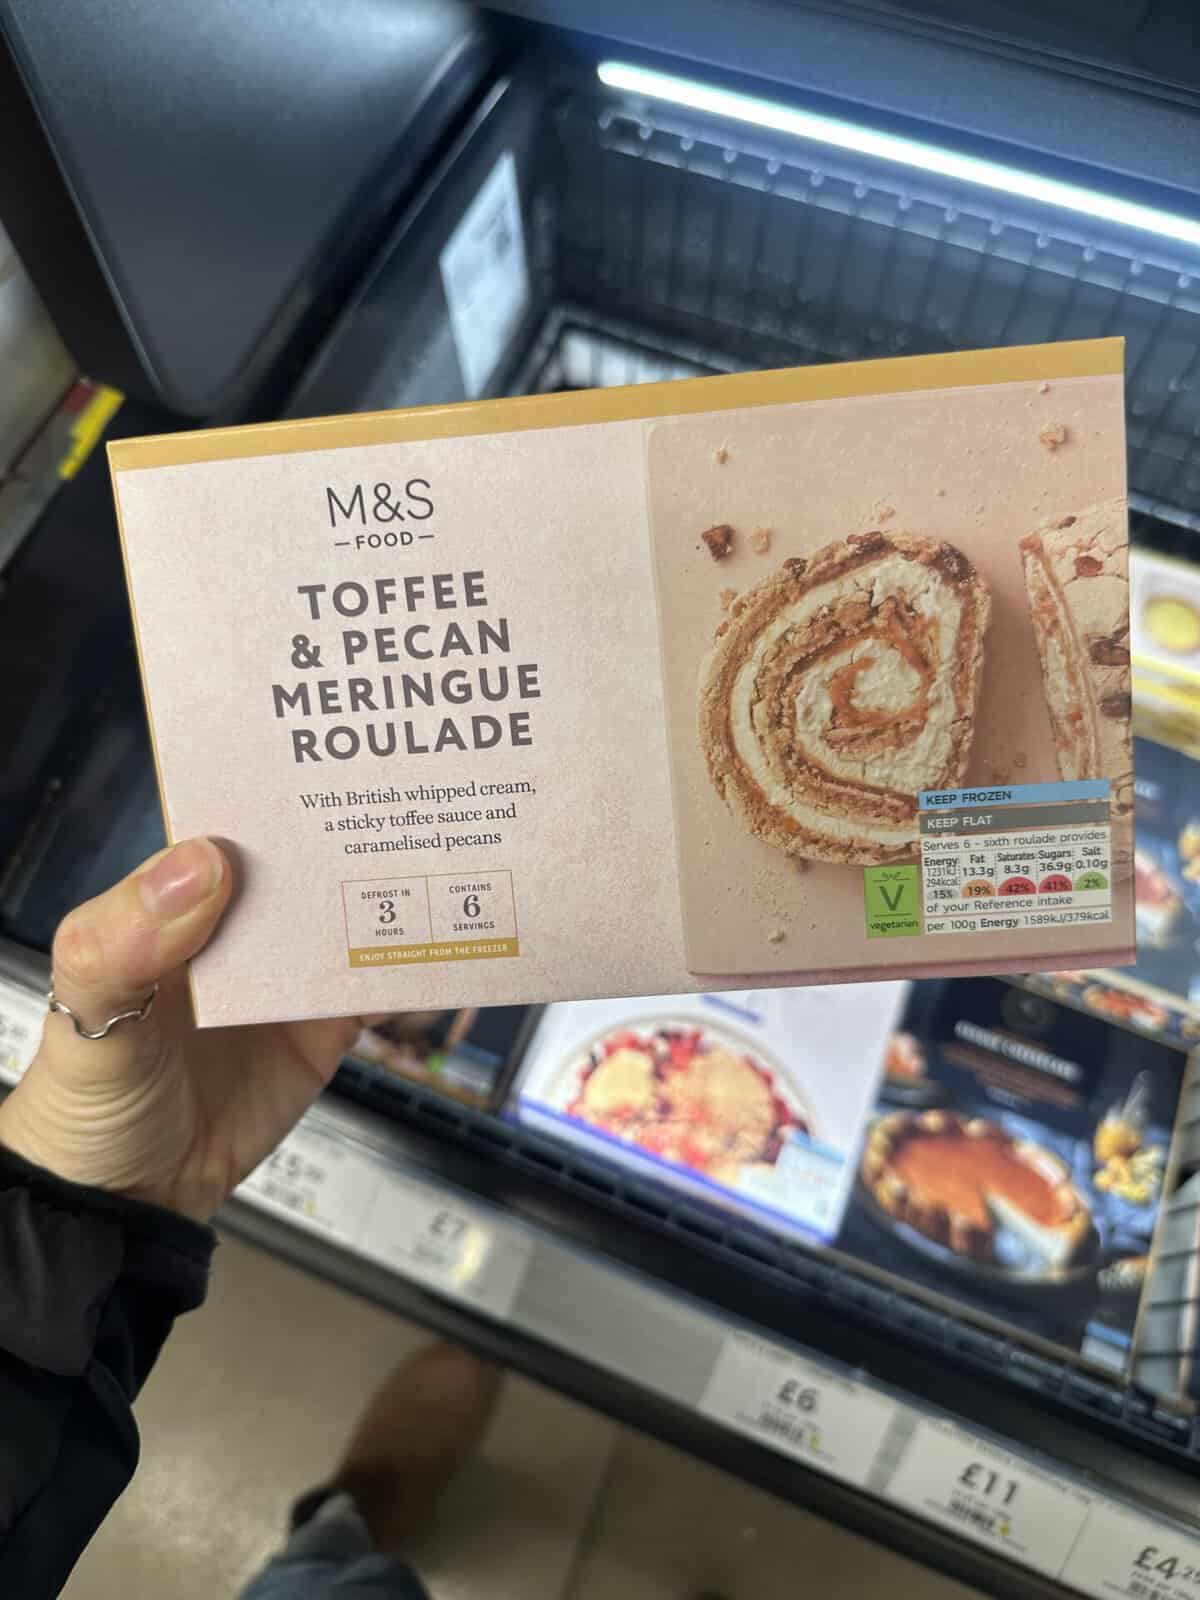 M&S
FOOD
TOFFEE
& PECAN
MERINGUE
ROULADE
With British whipped cream,
a sticky toffee sauce and
caramelised pecans
DEFROST IN
3
HOURS
CONTAINS
6
SERVINGS
ENJOY STRAIGHT FROM THE FREEZER
KEEP FROZEN
KEEP FLAT
Serves 6 - sixth roulade provides
Energy: Fat Saturates Sugars: Salt
1231kJ 13.3g 8.3g 36.9g 0.10g
294kcal
15% 19% 42% 41% 2%
of your Reference intake
per 100g Energy 1589kJ/379kcal
V
vegetarian
£7
£6
£11
£4.25